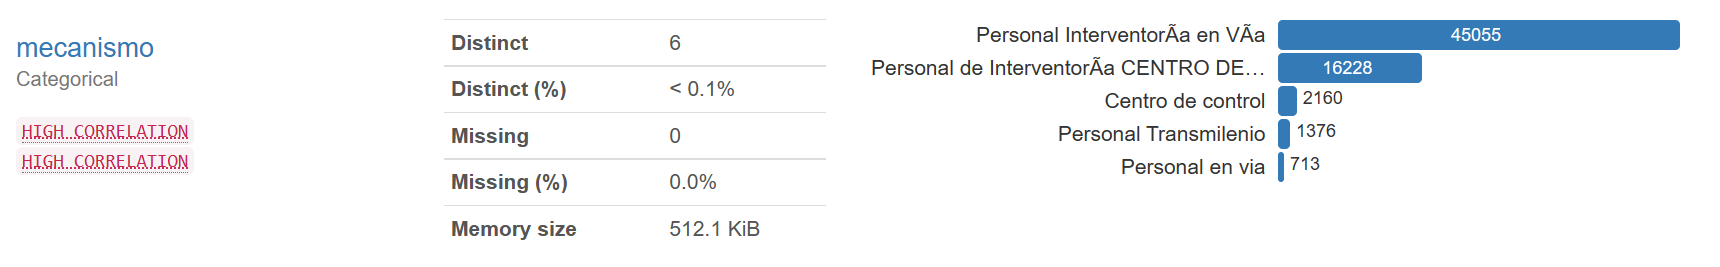 mecanismo
Categorical
HIGH CORRELATION
HIGH CORRELATION
Distinct 6
Distinct (%) < 0.1%
Missing 0
Missing (%) 0.0%
Memory size 512.1 KiB
Personal InterventorÃa en VÃa 45055
Personal de InterventorÃa CENTRO DE… 16228
Centro de control 2160
Personal Transmilenio 1376
Personal en via 713